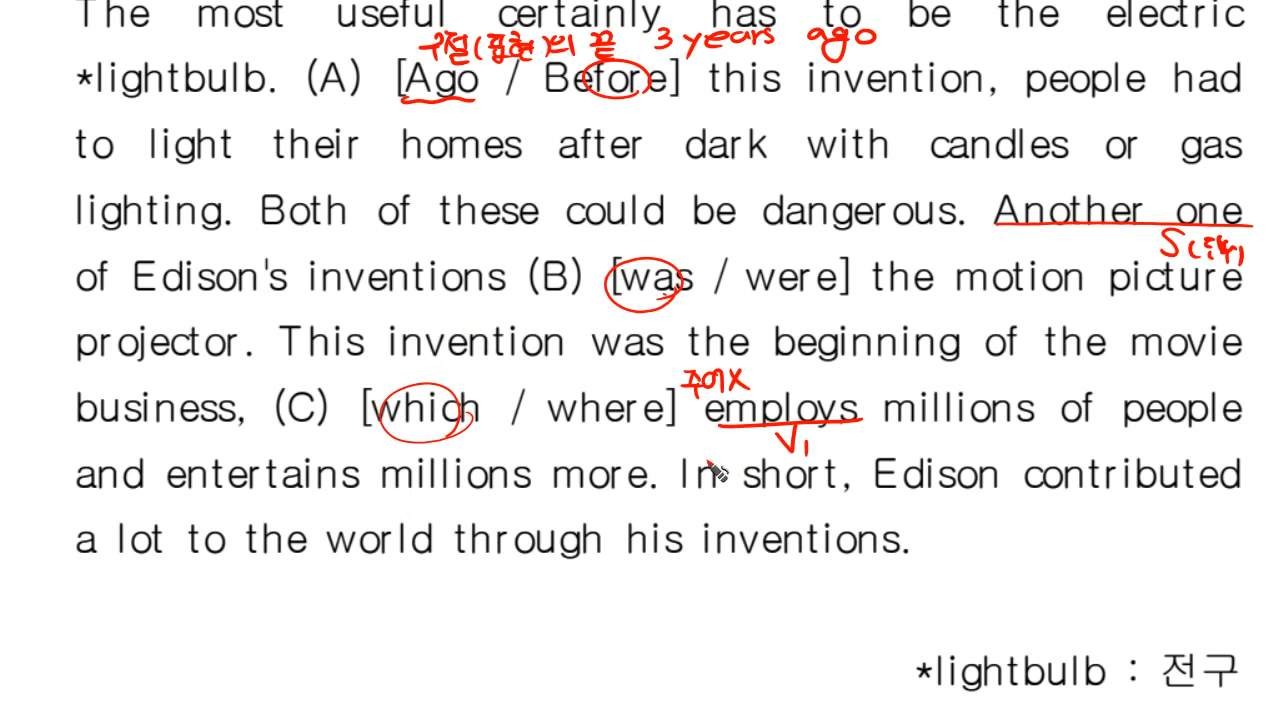 The most useful certainly has to be the electric
구절(표현)의 끝 3 years ago
*lightbulb. (A) [Ago / Before] this invention, people had
to light their homes after dark with candles or gas
lighting. Both of these could be dangerous. Another one
S(단수)
of Edison's inventions (B) [was / were] the motion picture
projector. This invention was the beginning of the movie
주어X
business, (C) [which / where] employs millions of people
V1
and entertains millions more. In short, Edison contributed
a lot to the world through his inventions.
*lightbulb : 전구